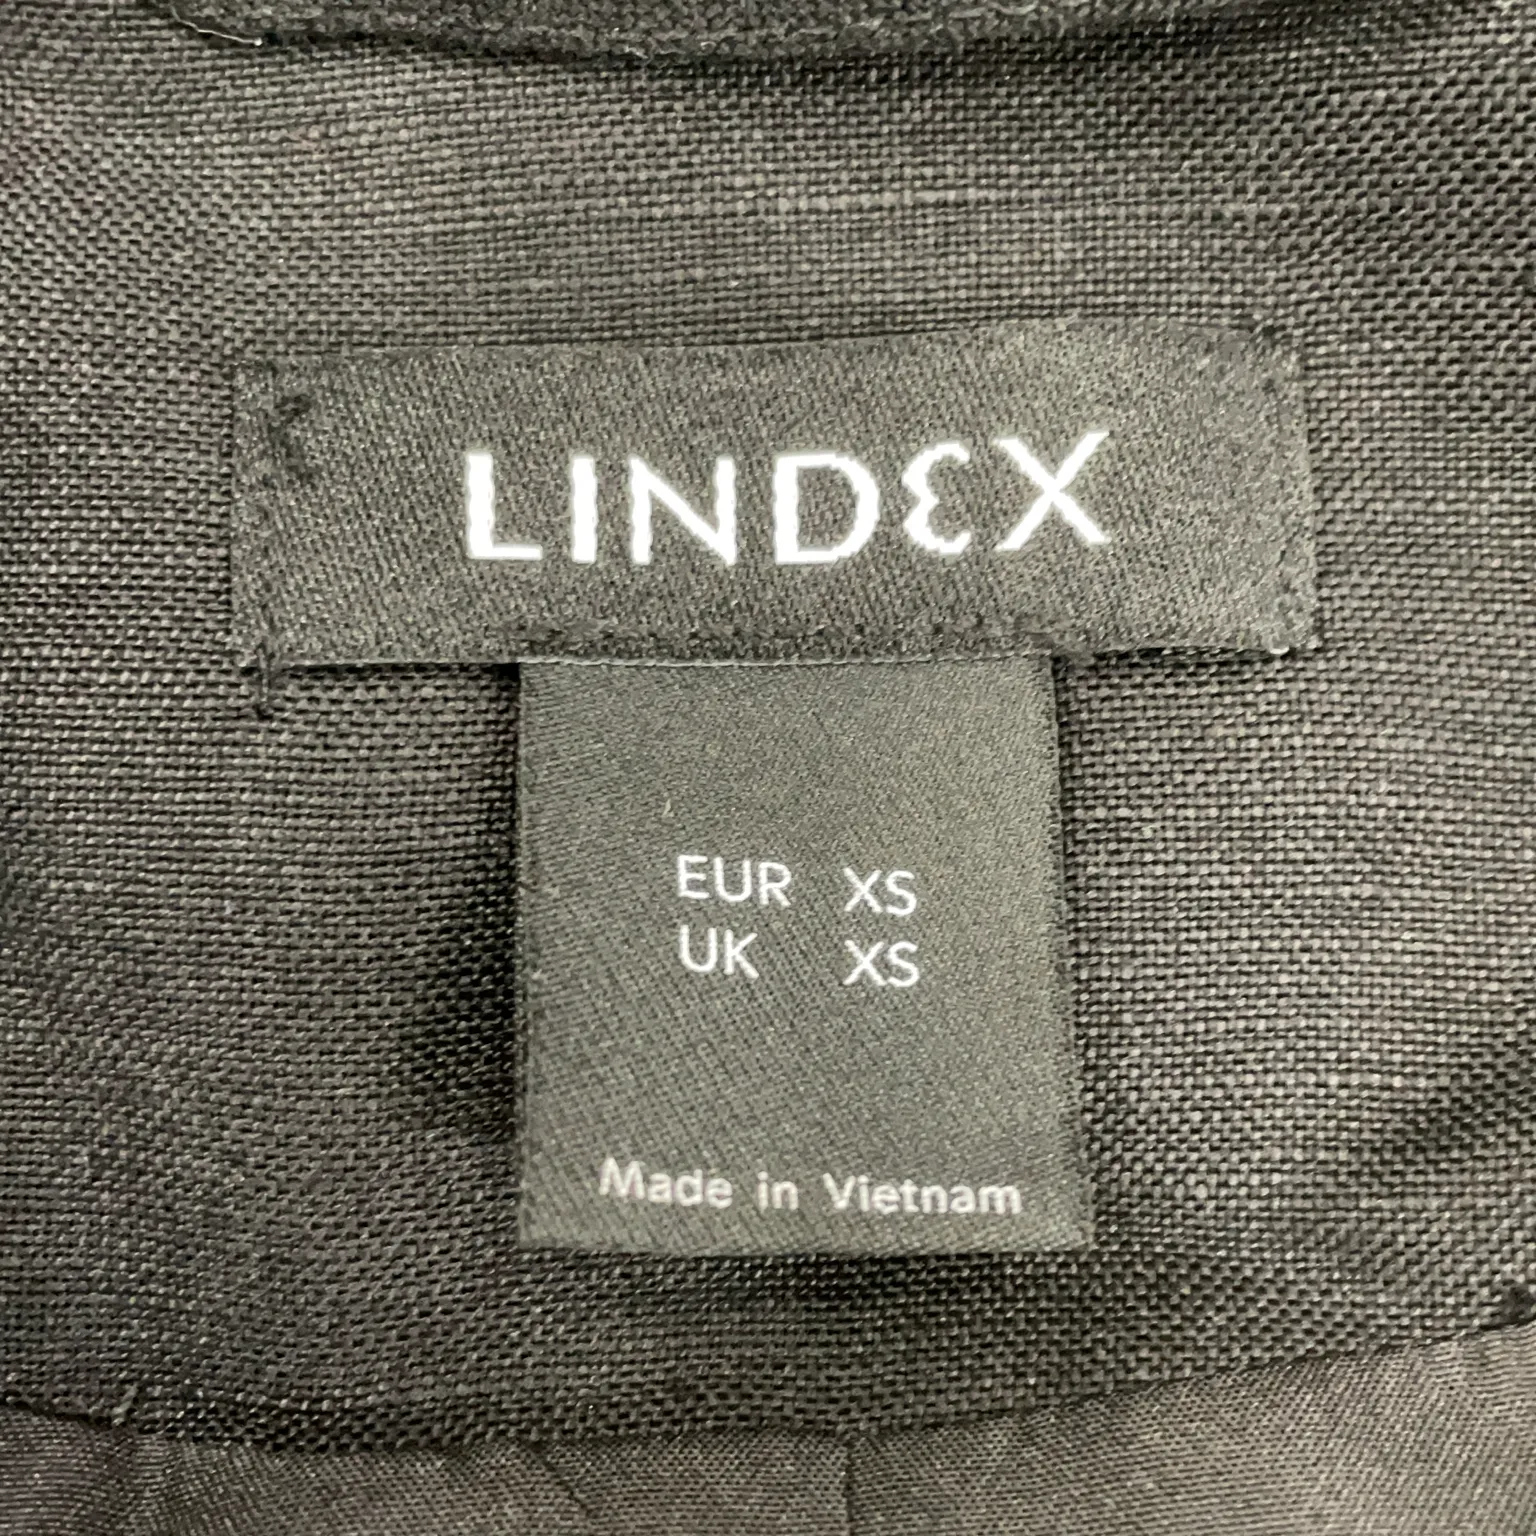 LINDEX
EUR XS
UK XS
Made in Vietnam